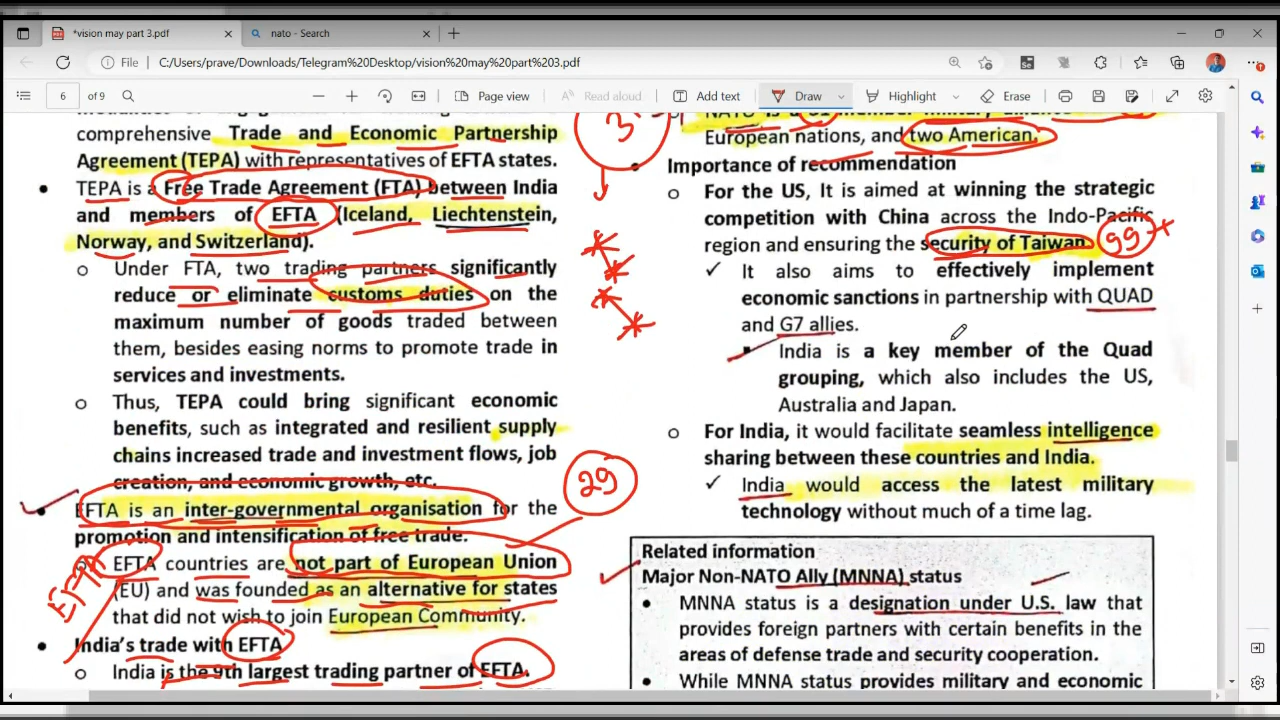 *vision may part 3.pdf
nato - Search
File
C:/Users/prave/Downloads/Telegram%20Desktop/vision%20may%20part%203.pdf
6 of 9
Page view
Read aloud
Add text
Draw
Highlight
Erase
comprehensive Trade and Economic Partnership
Agreement (TEPA) with representatives of EFTA states.
• TEPA is a Free Trade Agreement (FTA) between India
and members of EFTA (Iceland, Liechtenstein,
Norway, and Switzerland).
o Under FTA, two trading partners significantly
reduce or eliminate customs duties on the
maximum number of goods traded between
them, besides easing norms to promote trade in
services and investments.
o Thus, TEPA could bring significant economic
benefits, such as integrated and resilient supply
chains increased trade and investment flows, job
creation, and economic growth, etc.
• EFTA is an inter-governmental organisation for the
promotion and intensification of free trade.
o EFTA countries are not part of European Union
(EU) and was founded as an alternative for states
that did not wish to join European Community.
• India's trade with EFTA
o India is the 9th largest trading partner of EFTA.
3
29
EFTA
European nations, and two American.
• Importance of recommendation
o For the US, It is aimed at winning the strategic
competition with China across the Indo-Pacific
region and ensuring the security of Taiwan
99+
✓ It also aims to effectively implement
economic sanctions in partnership with QUAD
and G7 allies.
▪ India is a key member of the Quad
grouping, which also includes the US,
Australia and Japan.
o For India, it would facilitate seamless intelligence
sharing between these countries and India.
✓ India would access the latest military
technology without much of a time lag.
Related information
Major Non-NATO Ally (MNNA) status
• MNNA status is a designation under U.S. law that
provides foreign partners with certain benefits in the
areas of defense trade and security cooperation.
• While MNNA status provides military and economic